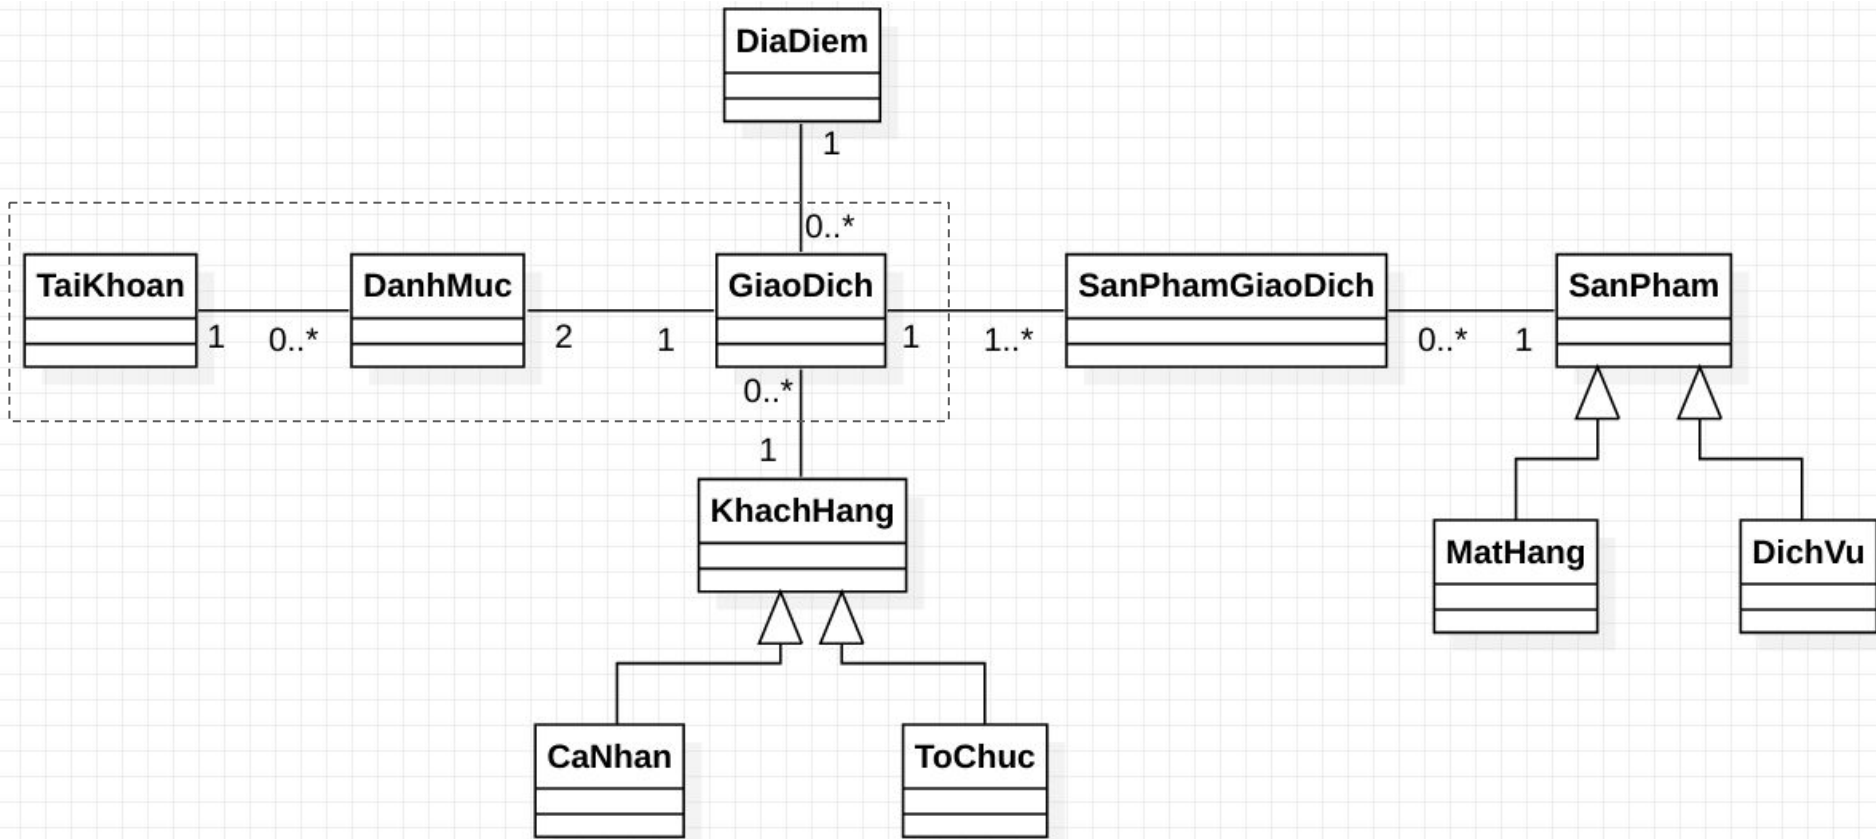 DiaDiem
1
0..*
TaiKhoan
DanhMuc
GiaoDich
SanPhamGiaoDich
SanPham
1
0..*
2
1
1
1..*
0..*
1
0..*
1
KhachHang
MatHang
DichVu
CaNhan
ToChuc